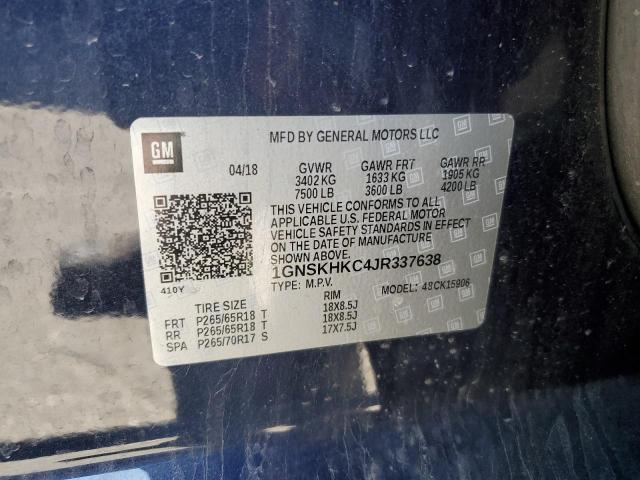 GM
MFD BY GENERAL MOTORS LLC
04/18 GVWR GAWR FRT GAWR RR
3402 KG 1633 KG 1905 KG
7500 LB 3600 LB 4200 LB
THIS VEHICLE CONFORMS TO ALL
APPLICABLE U.S. FEDERAL MOTOR
VEHICLE SAFETY STANDARDS IN EFFECT
ON THE DATE OF MANUFACTURE
SHOWN ABOVE.
1GNSKHKC4JR337638
410Y TYPE: M.P.V. MODEL: 48CK15906
TIRE SIZE RIM
FRT P265/65R18 T 18X8.5J
RR P265/65R18 T 18X8.5J
SPA P265/70R17 S 17X7.5J